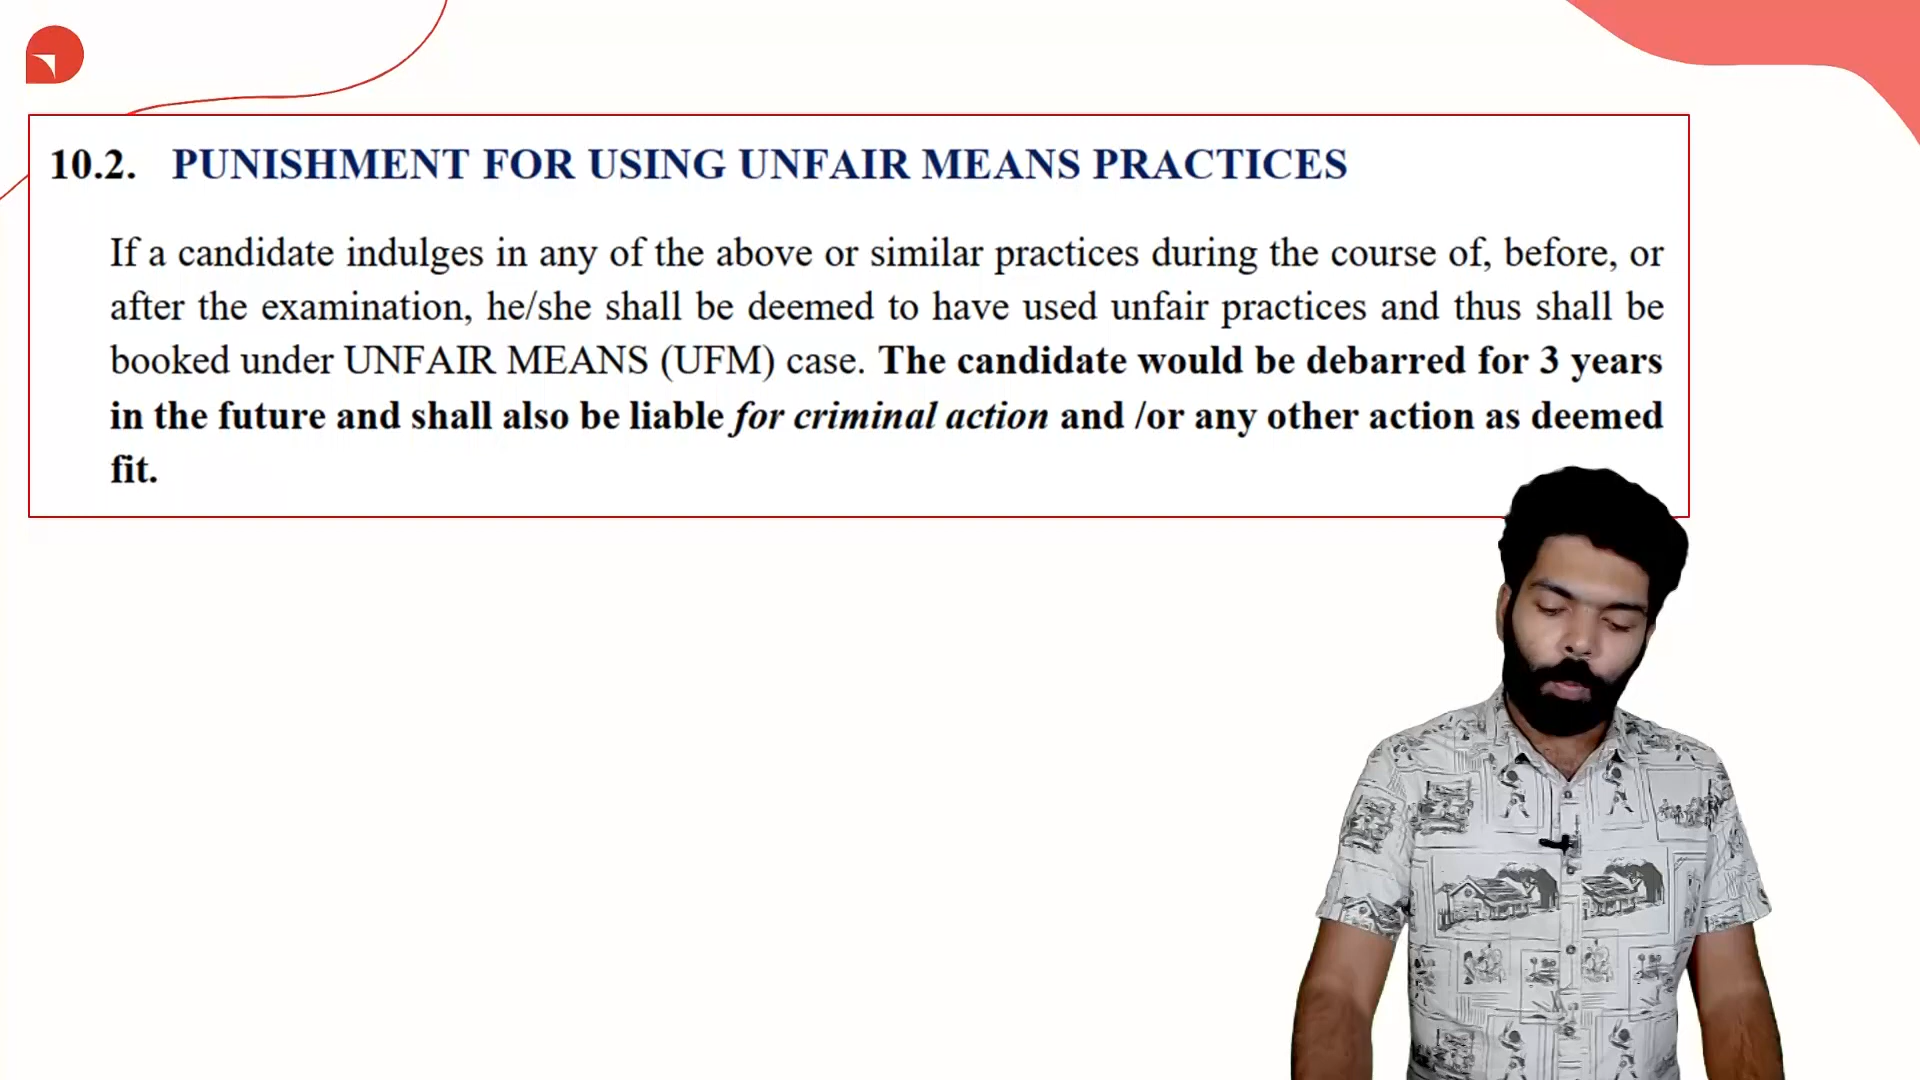 10.2. PUNISHMENT FOR USING UNFAIR MEANS PRACTICES
If a candidate indulges in any of the above or similar practices during the course of, before, or
after the examination, he/she shall be deemed to have used unfair practices and thus shall be
booked under UNFAIR MEANS (UFM) case. The candidate would be debarred for 3 years
in the future and shall also be liable for criminal action and /or any other action as deemed
fit.